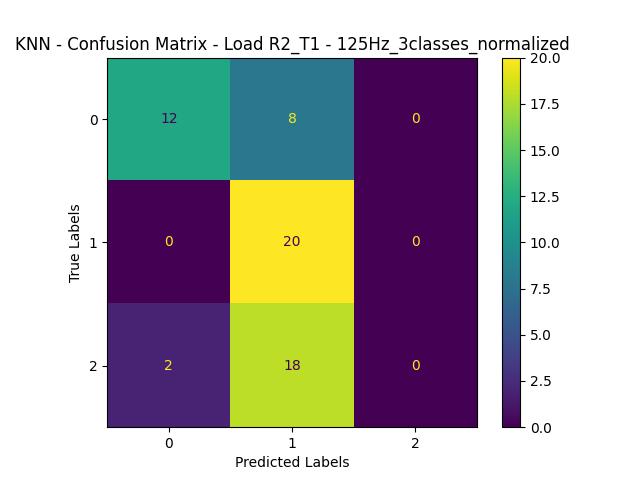 KNN - Confusion Matrix - Load R2_T1 - 125Hz_3classes_normalized
20.0
17.5
15.0
12.5
10.0
7.5
5.0
2.5
0.0
True Labels
0
12 8 0
1
0 20 0
2
2 18 0
0 1 2
Predicted Labels